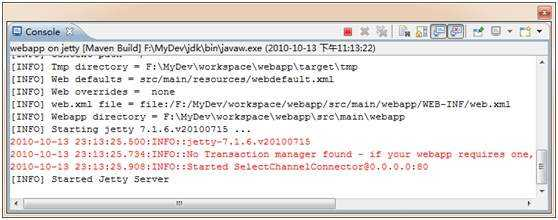 Console
webapp on jetty [Maven Build] F:\MyDev\jdk\bin\javaw.exe (2010-10-13 下午11:13:22)
[INFO] Tmp directory = F:\MyDev\workspace\webapp\target\tmp
[INFO] Web defaults = src/main/resources/webdefault.xml
[INFO] Web overrides =  none
[INFO] web.xml file = file:/F:/MyDev/workspace/webapp/src/main/webapp/WEB-INF/web.xml
[INFO] Webapp directory = F:\MyDev\workspace\webapp\src\main\webapp
[INFO] Starting jetty 7.1.6.v20100715 ...
2010-10-13 23:13:25.500:INFO::jetty-7.1.6.v20100715
2010-10-13 23:13:25.734:INFO::No Transaction manager found - if your webapp requires one,
2010-10-13 23:13:25.908:INFO::Started SelectChannelConnector@0.0.0.0:80
[INFO] Started Jetty Server